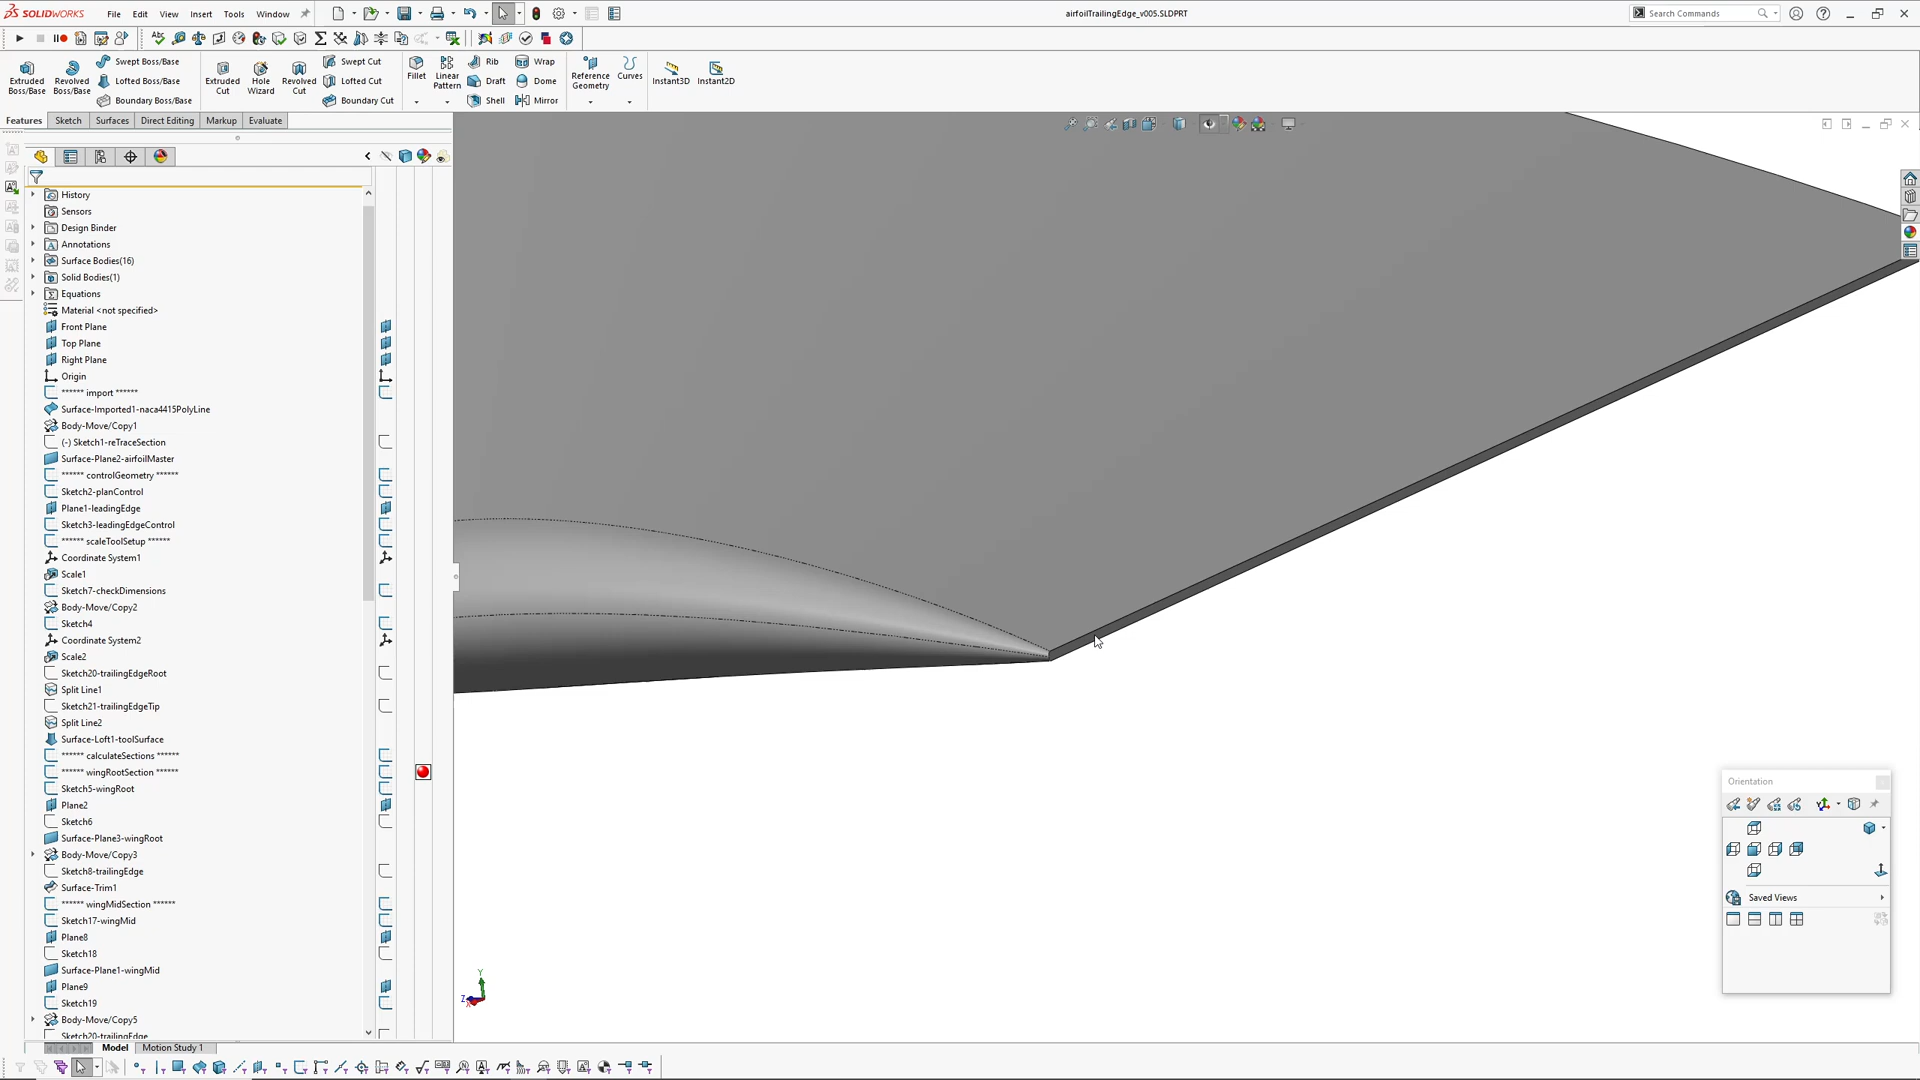 SOLIDWORKS File Edit View Insert Tools Window airfoilTrailingEdge_v005.SLDPRT Search Commands
Extruded Boss/Base Revolved Boss/Base Swept Boss/Base Lofted Boss/Base Boundary Boss/Base Extruded Cut Hole Wizard Revolved Cut Swept Cut Lofted Cut Boundary Cut Fillet Linear Pattern Rib Draft Shell Wrap Dome Mirror Reference Geometry Curves Instant3D Instant2D
Features Sketch Surfaces Direct Editing Markup Evaluate
History
Sensors
Design Binder
Annotations
Surface Bodies(16)
Solid Bodies(1)
Equations
Material <not specified>
Front Plane
Top Plane
Right Plane
Origin
****** import ******
Surface-Imported1-naca4415PolyLine
Body-Move/Copy1
(-) Sketch1-reTraceSection
Surface-Plane2-airfoilMaster
****** controlGeometry ******
Sketch2-planControl
Plane1-leadingEdge
Sketch3-leadingEdgeControl
****** scaleToolSetup ******
Coordinate System1
Scale1
Sketch7-checkDimensions
Body-Move/Copy2
Sketch4
Coordinate System2
Scale2
Sketch20-trailingEdgeRoot
Split Line1
Sketch21-trailingEdgeTip
Split Line2
Surface-Loft1-toolSurface
****** calculateSections ******
****** wingRootSection ******
Sketch5-wingRoot
Plane2
Sketch6
Surface-Plane3-wingRoot
Body-Move/Copy3
Sketch8-trailingEdge
Surface-Trim1
****** wingMidSection ******
Sketch17-wingMid
Plane8
Sketch18
Surface-Plane1-wingMid
Plane9
Sketch19
Body-Move/Copy5
Sketch20-trailingEdge
Orientation
Saved Views
Y
Z
Model Motion Study 1